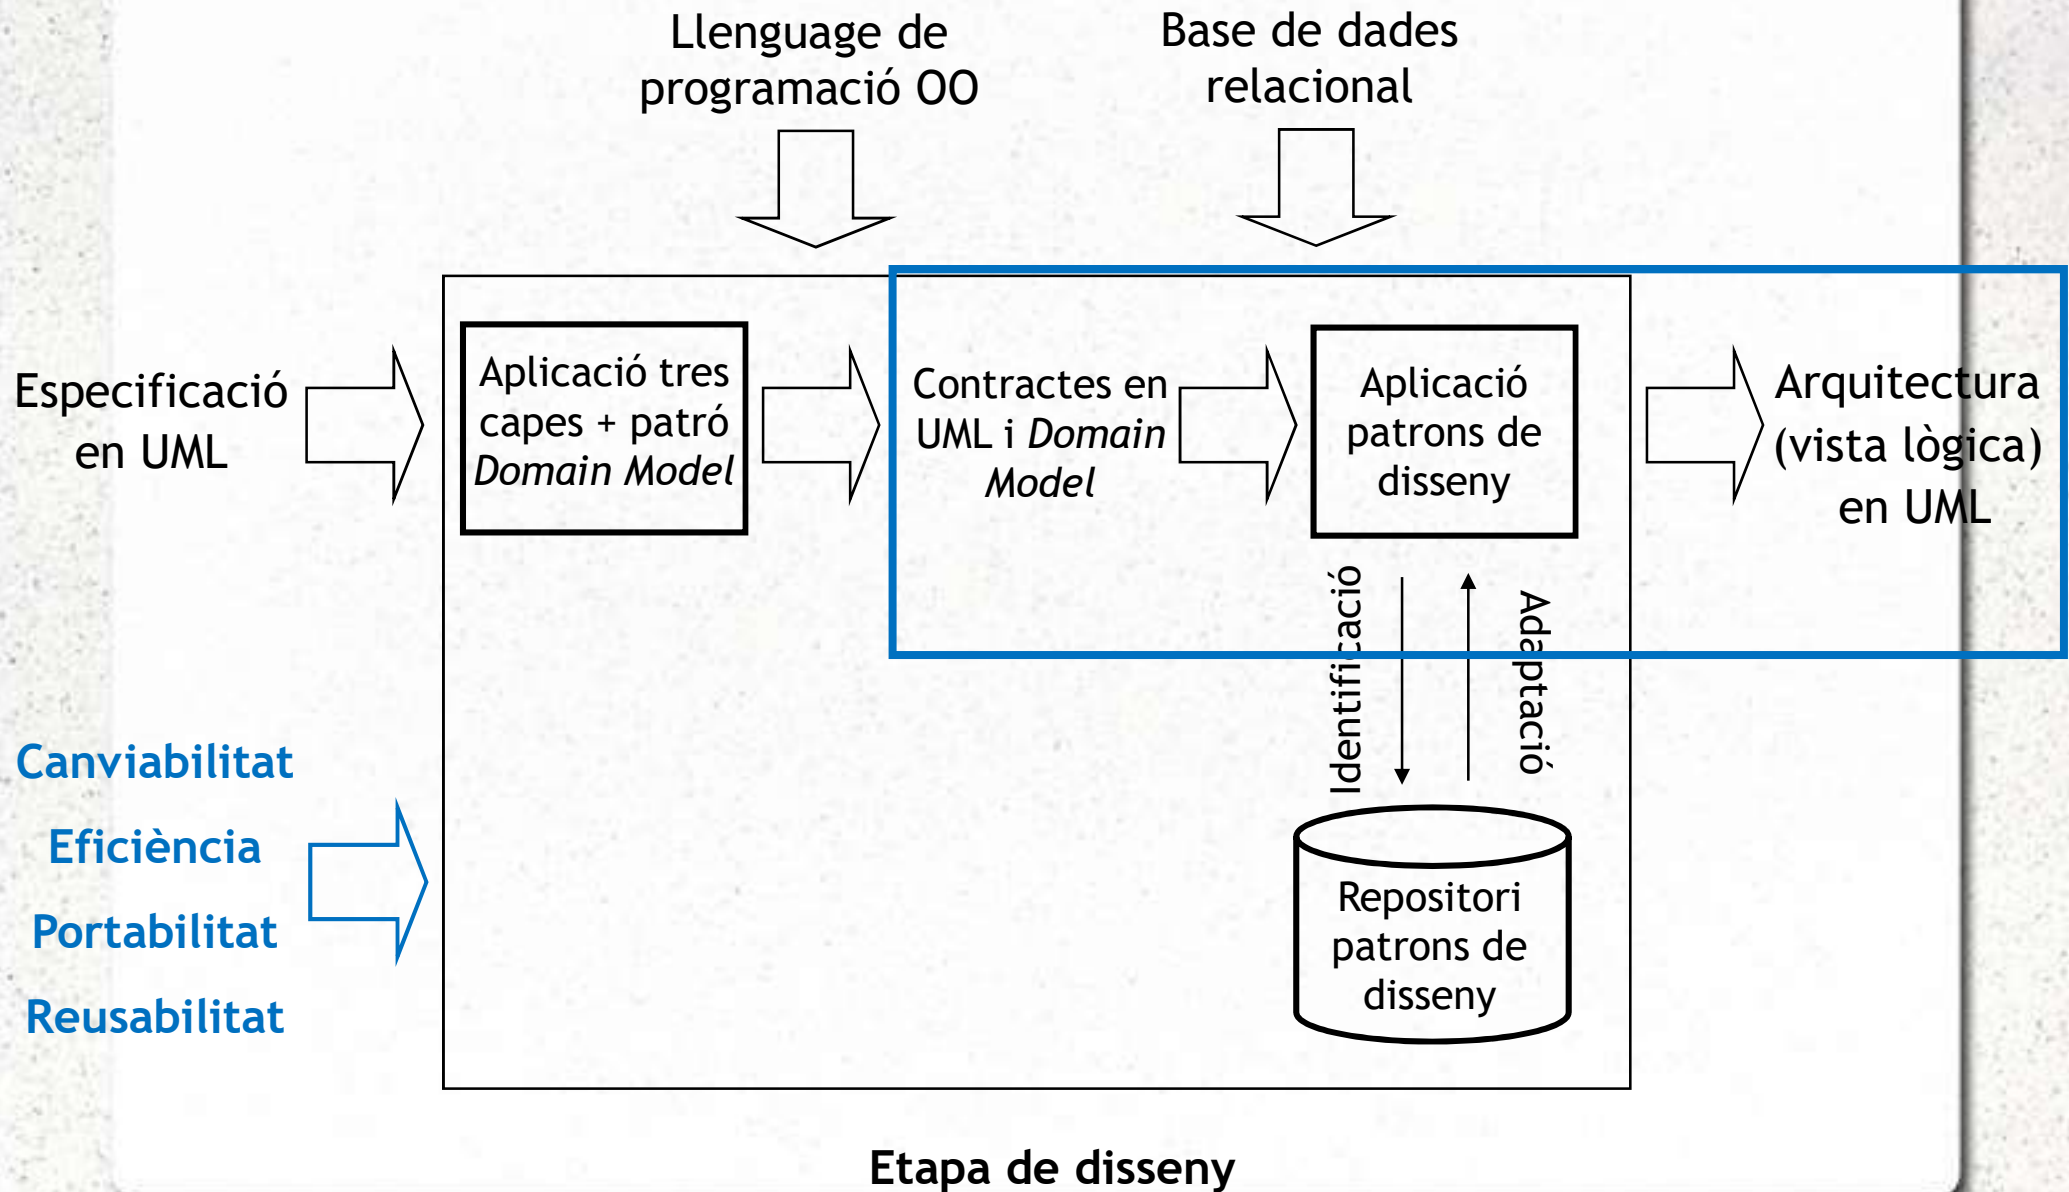 Llenguage de
programació OO
Base de dades
relacional
Especificació
en UML
Aplicació tres
capes + patró
Domain Model
Contractes en
UML i Domain
Model
Aplicació
patrons de
disseny
Arquitectura
(vista lògica)
en UML
Identificació
Adaptació
Canviabilitat
Eficiència
Portabilitat
Reusabilitat
Repositori
patrons de
disseny
Etapa de disseny